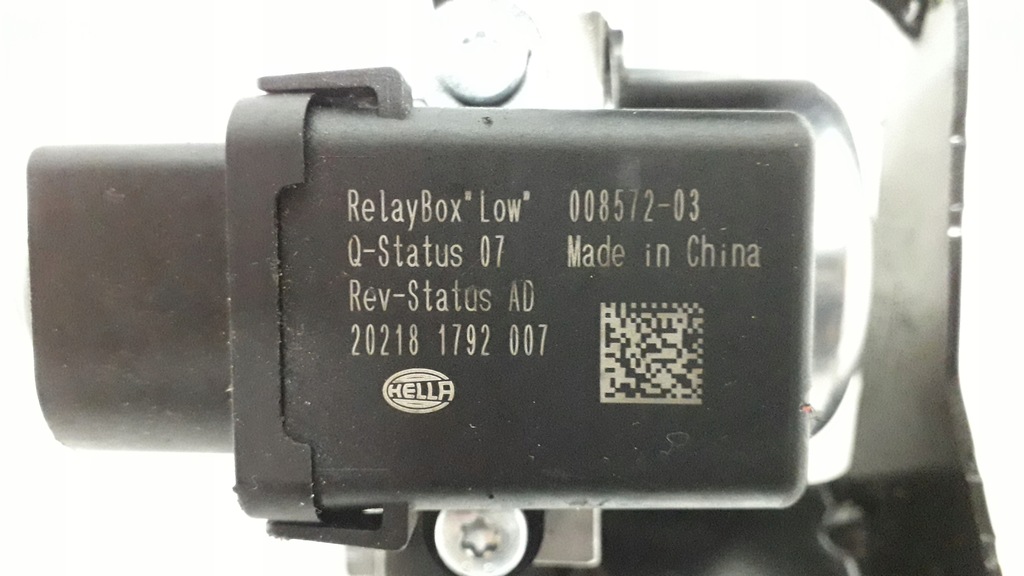 RelayBox"Low" 008572-03
Q-Status 07 Made in China
Rev-Status AD
20218 1792 007
HELLA